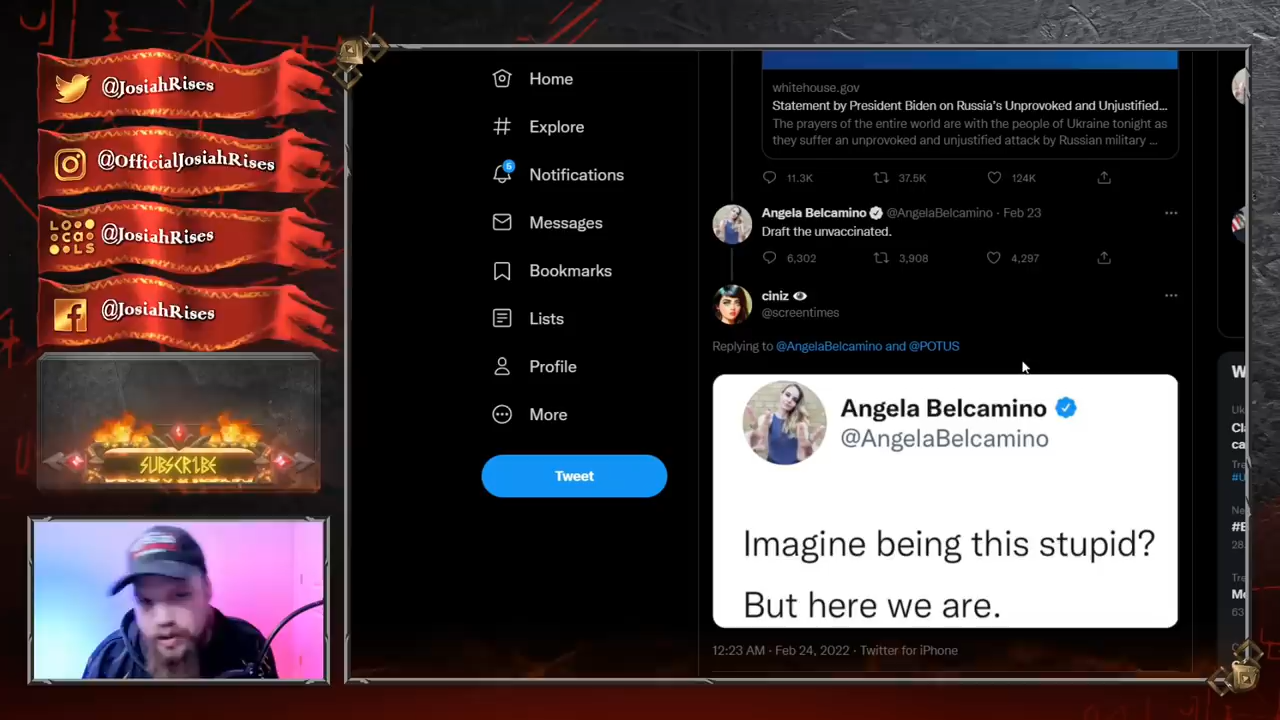 @JosiahRises
@OfficialJosiahRises
LOCALS
@JosiahRises
@JosiahRises
SUBSCRIBE
Home
Explore
5
Notifications
Messages
Bookmarks
Lists
Profile
More
Tweet
whitehouse.gov
Statement by President Biden on Russia's Unprovoked and Unjustified...
The prayers of the entire world are with the people of Ukraine tonight as
they suffer an unprovoked and unjustified attack by Russian military ...
11.3K 37.5K 124K
Angela Belcamino @AngelaBelcamino · Feb 23
Draft the unvaccinated.
6,302 3,908 4,297
ciniz
@screentimes
Replying to @AngelaBelcamino and @POTUS
Angela Belcamino
@AngelaBelcamino
Imagine being this stupid?
But here we are.
12:23 AM · Feb 24, 2022 · Twitter for iPhone